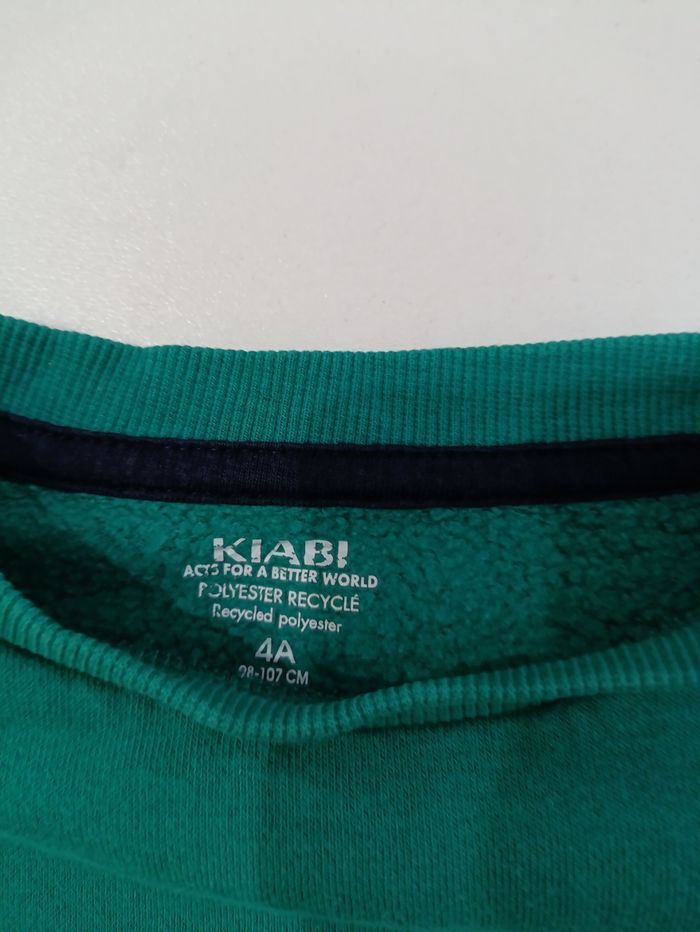 KIABI
ACTS FOR A BETTER WORLD
POLYESTER RECYCLÉ
Recycled polyester
4A
98-107 CM